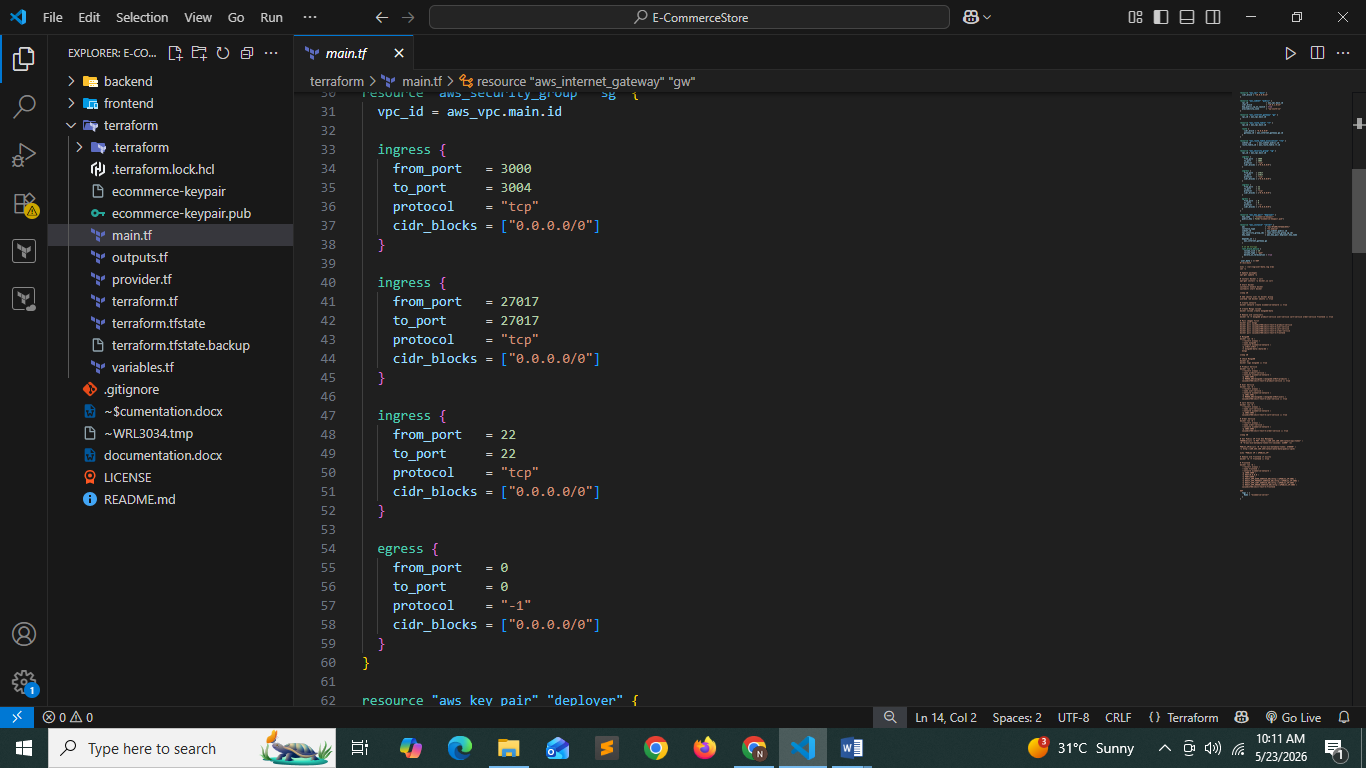 File Edit Selection View Go Run ···
E-CommerceStore
EXPLORER: E-CO...
main.tf
terraform > main.tf > resource "aws_internet_gateway" "gw"
backend
frontend
terraform
.terraform
.terraform.lock.hcl
ecommerce-keypair
ecommerce-keypair.pub
main.tf
outputs.tf
provider.tf
terraform.tf
terraform.tfstate
terraform.tfstate.backup
variables.tf
.gitignore
~$cumentation.docx
~WRL3034.tmp
documentation.docx
LICENSE
README.md
30 resource "aws_security_group" "sg" {
31   vpc_id = aws_vpc.main.id
32
33   ingress {
34     from_port   = 3000
35     to_port     = 3004
36     protocol    = "tcp"
37     cidr_blocks = ["0.0.0.0/0"]
38   }
39
40   ingress {
41     from_port   = 27017
42     to_port     = 27017
43     protocol    = "tcp"
44     cidr_blocks = ["0.0.0.0/0"]
45   }
46
47   ingress {
48     from_port   = 22
49     to_port     = 22
50     protocol    = "tcp"
51     cidr_blocks = ["0.0.0.0/0"]
52   }
53
54   egress {
55     from_port   = 0
56     to_port     = 0
57     protocol    = "-1"
58     cidr_blocks = ["0.0.0.0/0"]
59   }
60 }
61
62 resource "aws_key_pair" "deployer" {
1
0 0
Ln 14, Col 2 Spaces: 2 UTF-8 CRLF {} Terraform Go Live
Type here to search
3
31°C Sunny
10:11 AM
5/23/2026
1